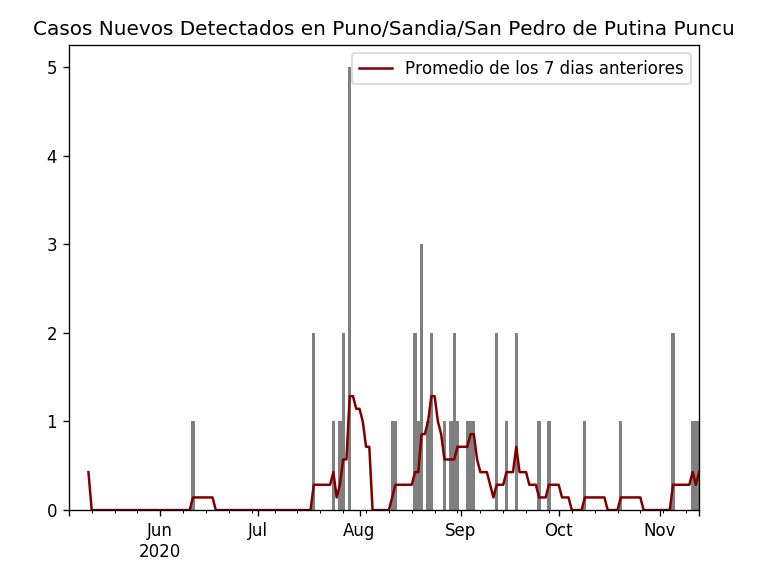 Casos Nuevos Detectados en Puno/Sandia/San Pedro de Putina Puncu
Promedio de los 7 dias anteriores
5
4
3
2
1
0
Jun Jul Aug Sep Oct Nov
2020